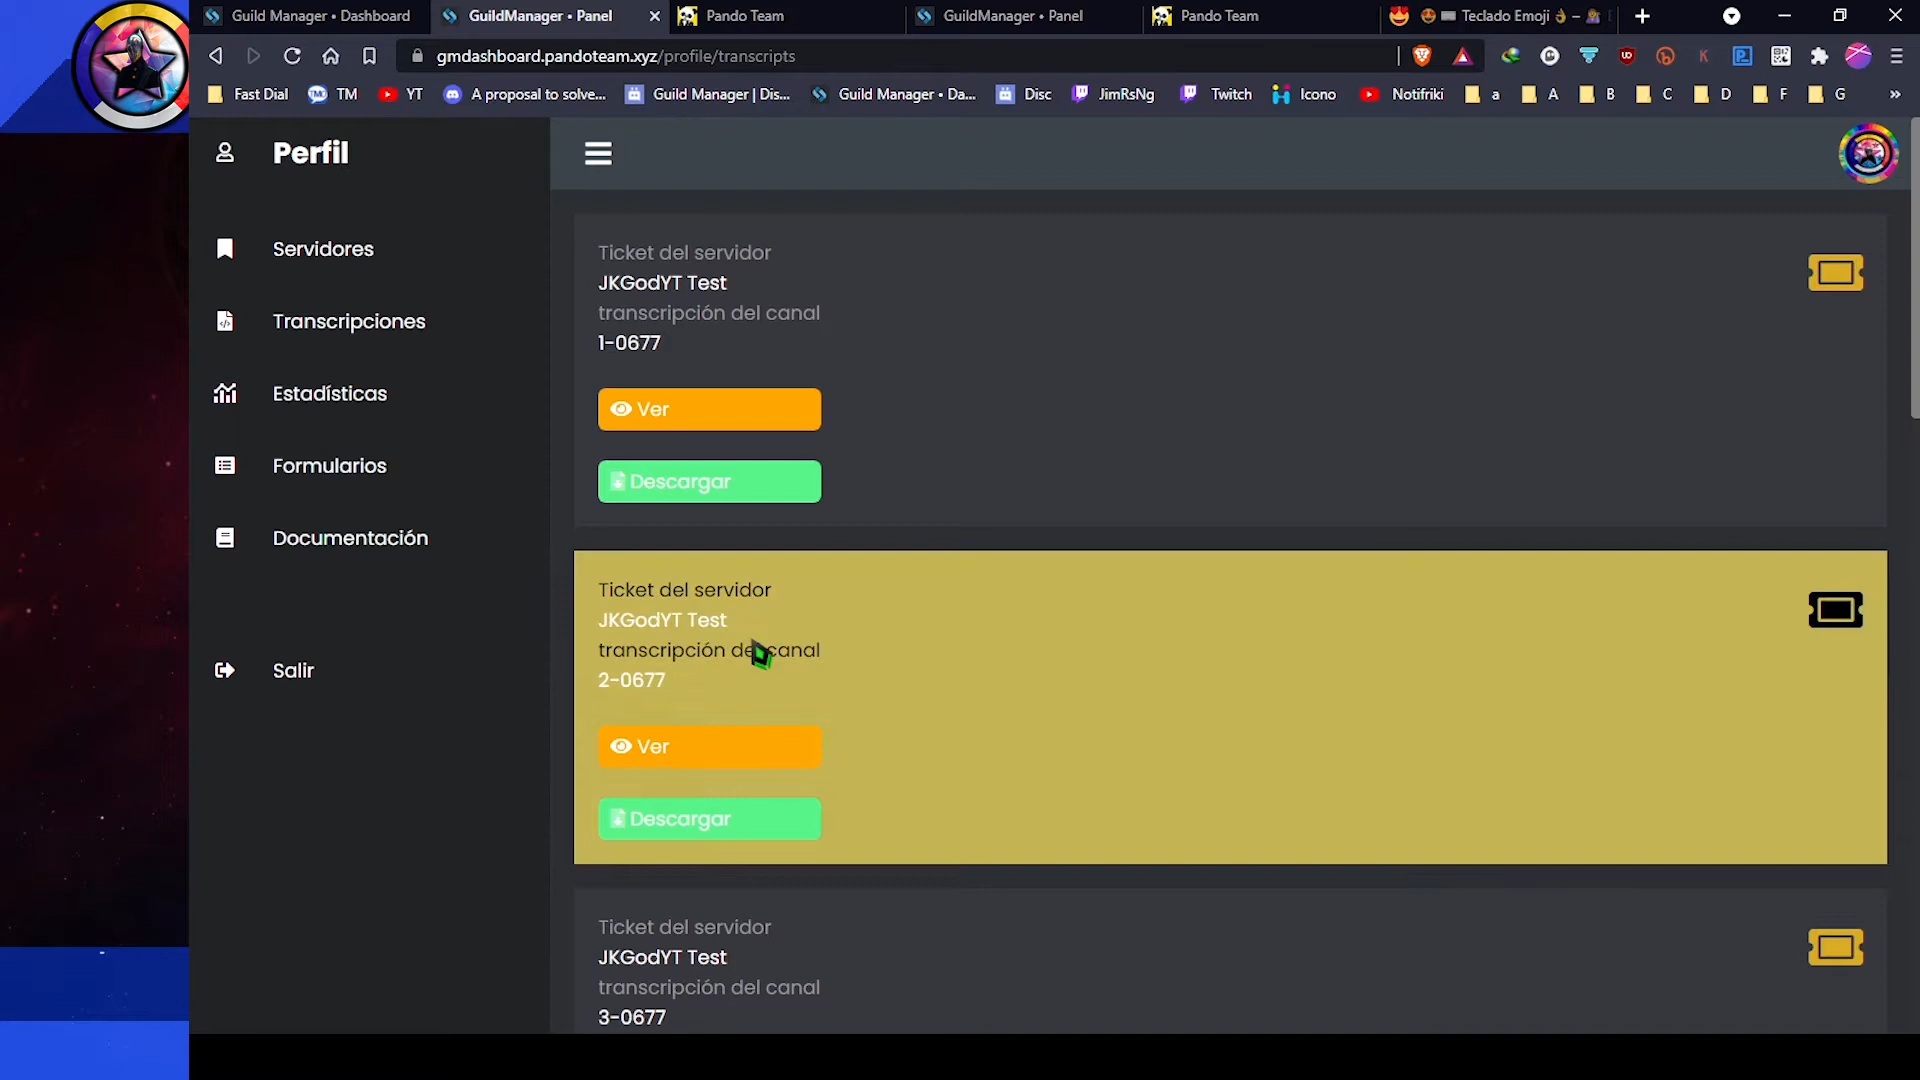 Guild Manager • Dashboard
GuildManager • Panel
Pando Team
GuildManager • Panel
Pando Team
Teclado Emoji
gmdashboard.pandoteam.xyz/profile/transcripts
Fast Dial
TM
YT
A proposal to solve...
Guild Manager | Dis...
Guild Manager • Da...
Disc
JimRsNg
Twitch
Icono
Notifriki
a
A
B
C
D
F
G
»
Perfil
Servidores
Transcripciones
Estadísticas
Formularios
Documentación
Salir
Ticket del servidor
JKGodYT Test
transcripción del canal
1-0677
Ver
Descargar
Ticket del servidor
JKGodYT Test
transcripción del canal
2-0677
Ver
Descargar
Ticket del servidor
JKGodYT Test
transcripción del canal
3-0677